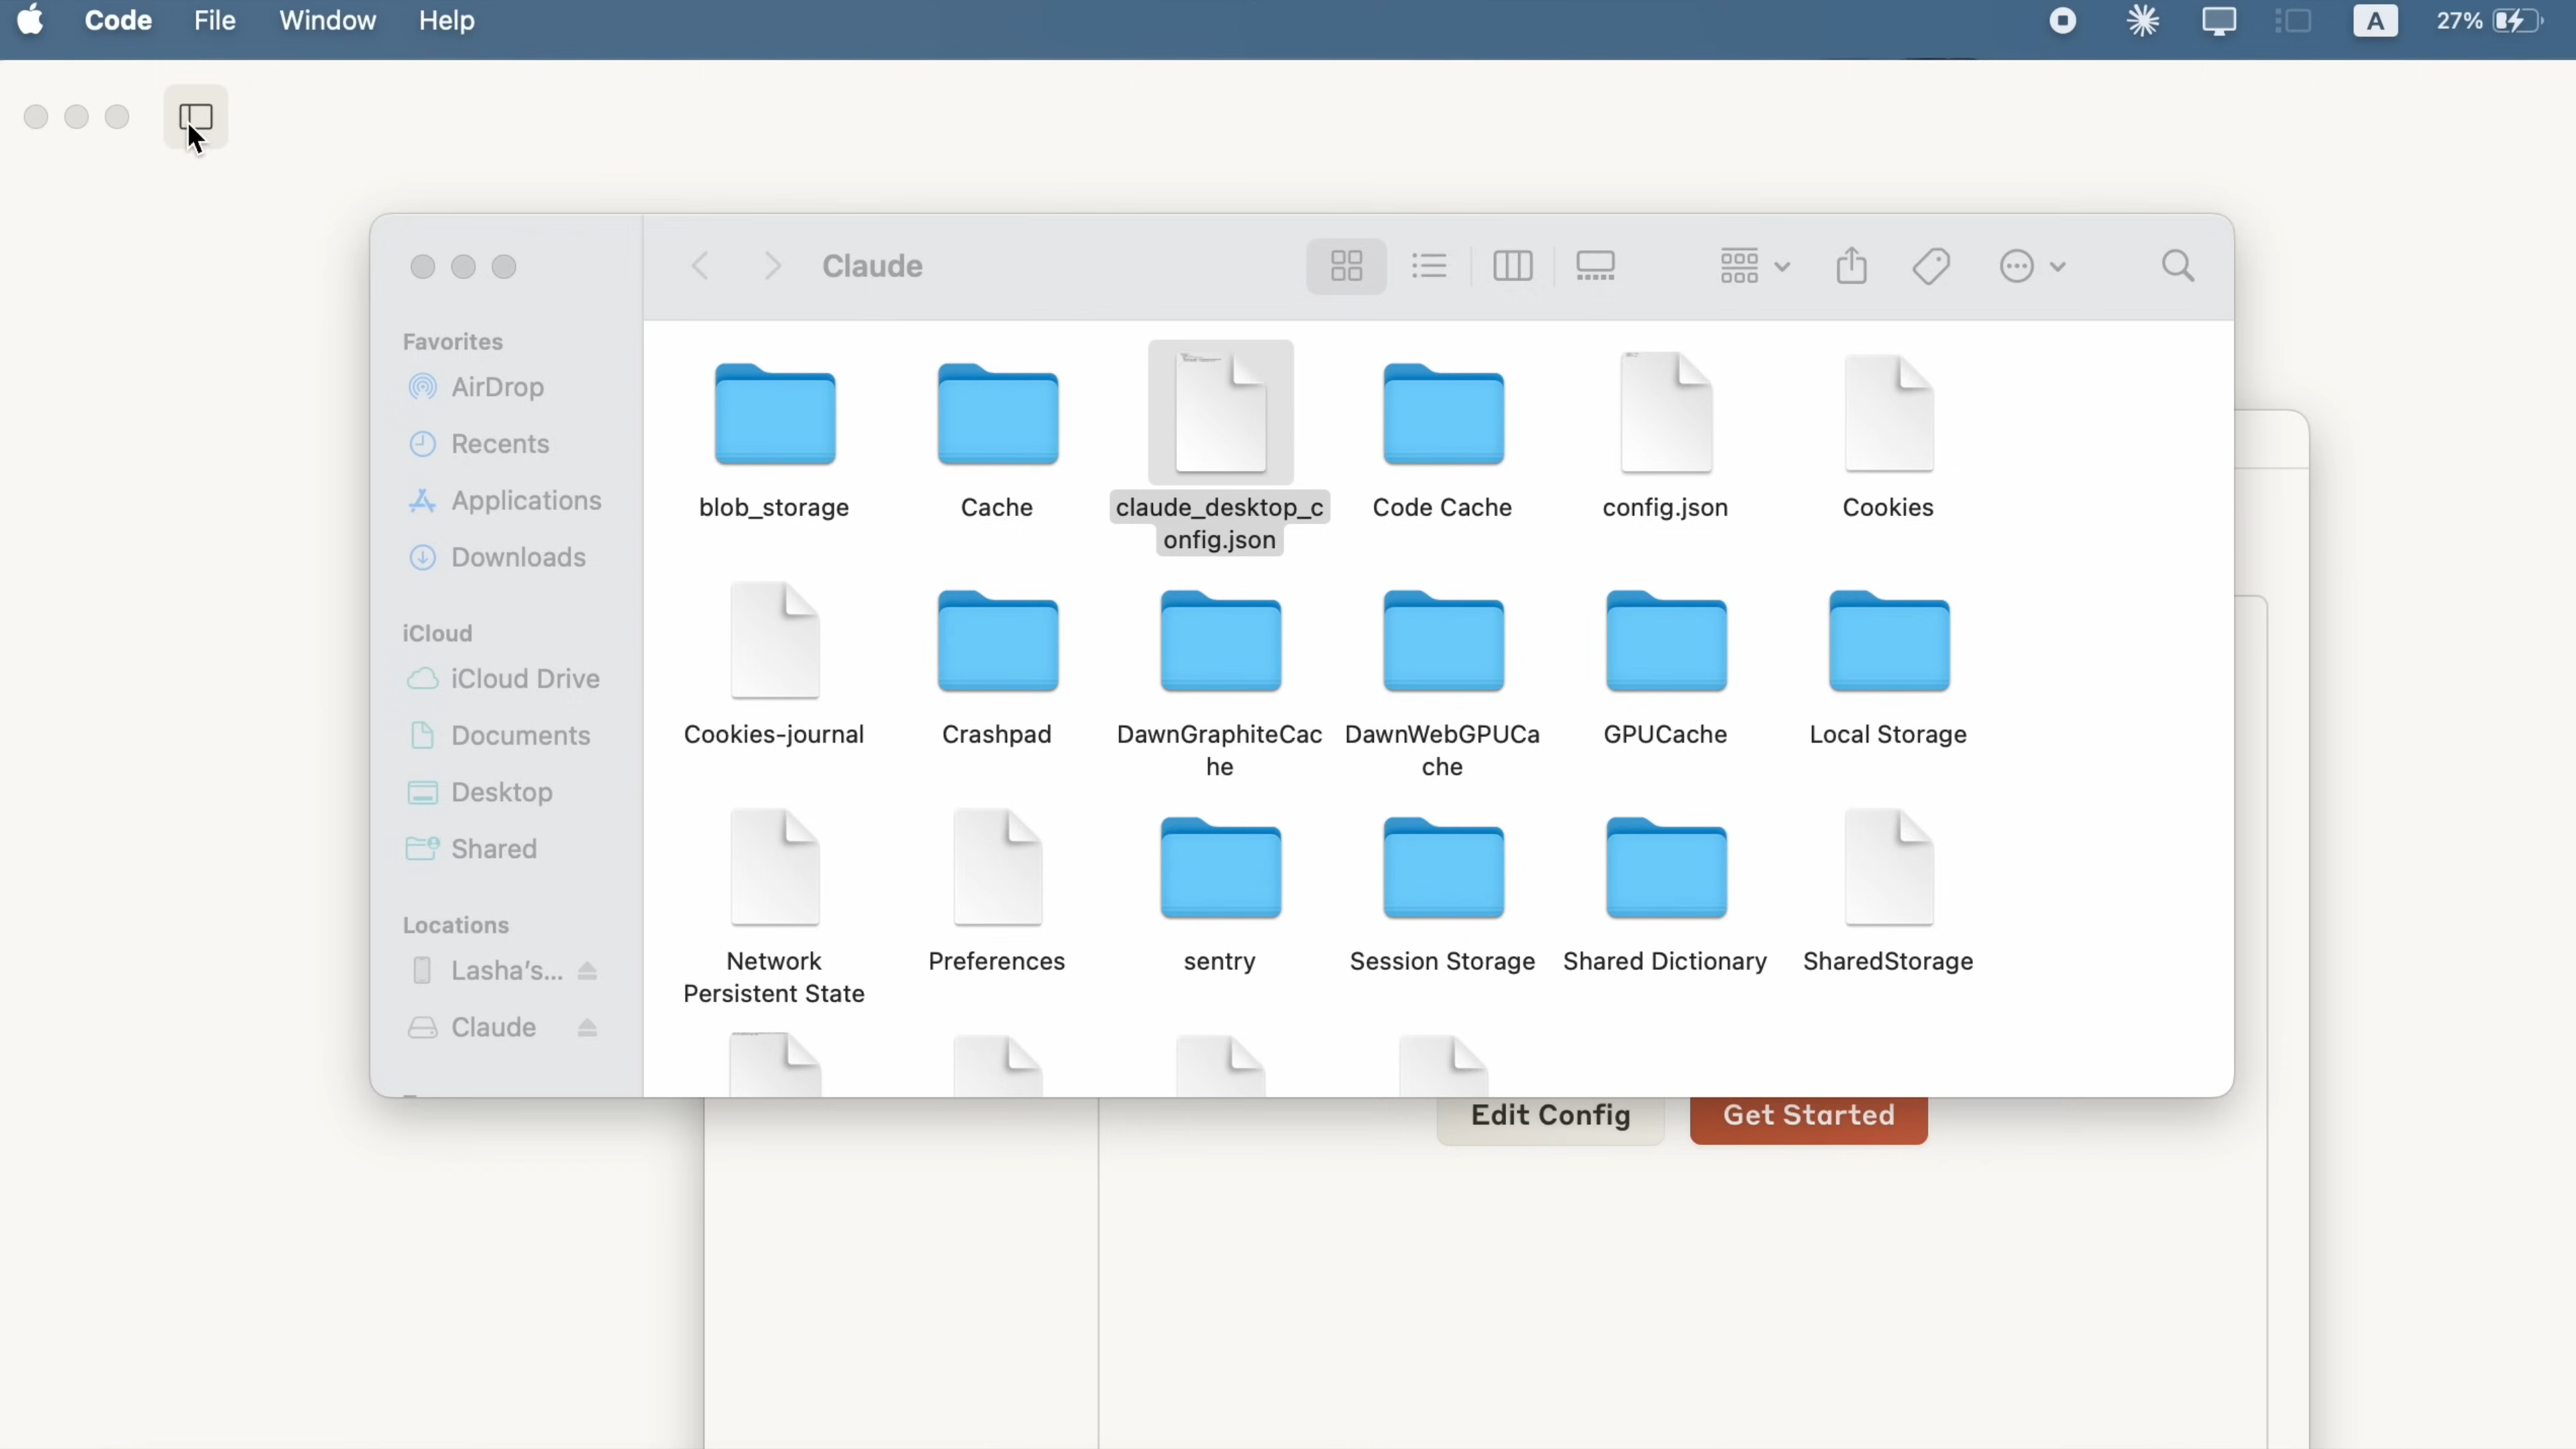 Code File Window Help A 27%
Claude
Favorites
AirDrop
Recents
Applications
Downloads
iCloud
iCloud Drive
Documents
Desktop
Shared
Locations
Lasha's...
Claude
blob_storage Cache claude_desktop_c Code Cache config.json Cookies
onfig.json
Cookies-journal Crashpad DawnGraphiteCac DawnWebGPUCa GPUCache Local Storage
he che
Network Preferences sentry Session Storage Shared Dictionary SharedStorage
Persistent State
Edit Config Get Started